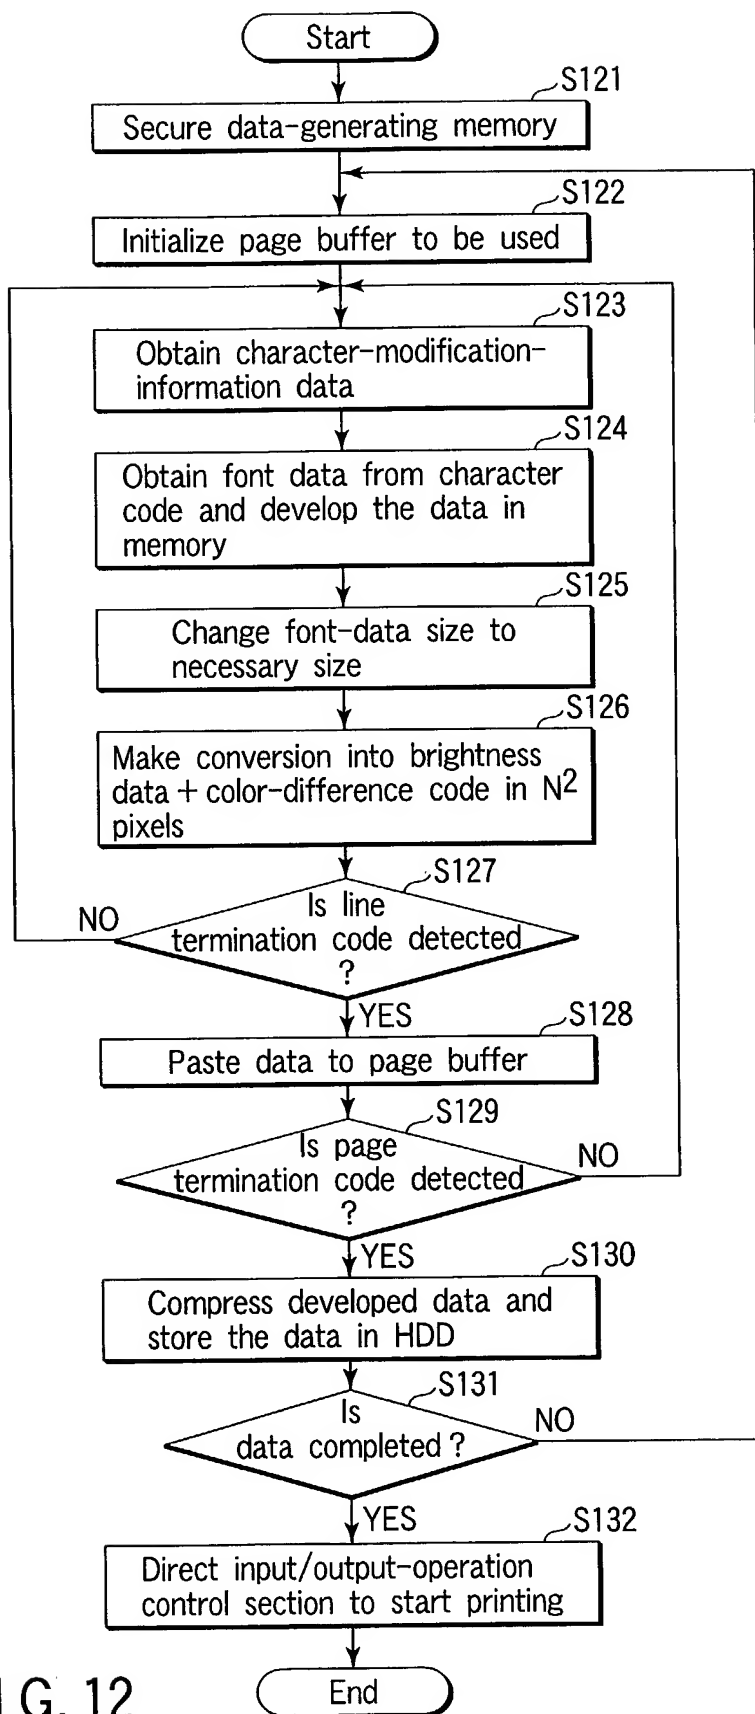 Start
S121
Secure data-generating memory
S122
Initialize page buffer to be used
S123
Obtain character-modification-
information data
S124
Obtain font data from character
code and develop the data in
memory
S125
Change font-data size to
necessary size
S126
Make conversion into brightness
data + color-difference code in N²
pixels
S127
Is line
termination code detected
?
NO
YES
S128
Paste data to page buffer
S129
Is page
termination code detected
?
NO
YES
S130
Compress developed data and
store the data in HDD
S131
Is
data completed ?
NO
YES
S132
Direct input/output-operation
control section to start printing
End
G. 12